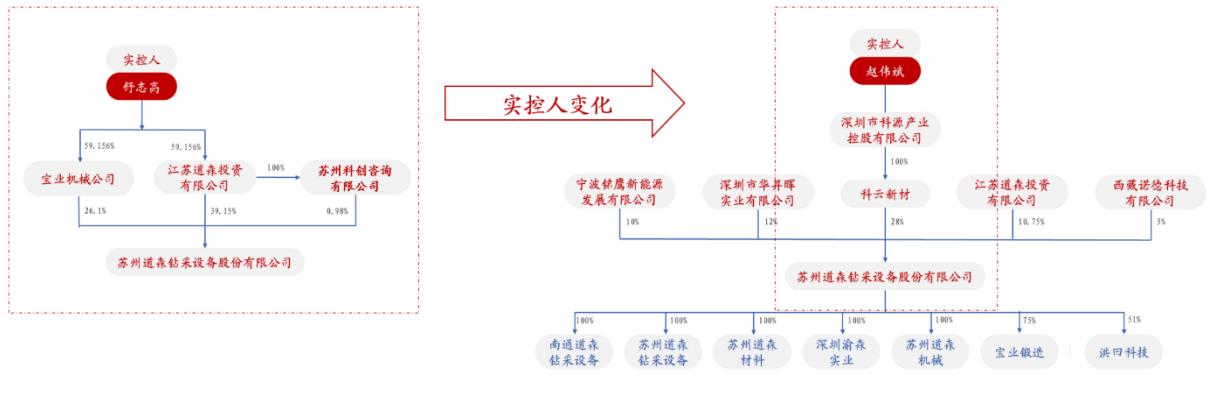 实控人
舒志高
59.156%
59.156%
宝业机械公司
江苏道森投资
有限公司
100%
苏州科创咨询
有限公司
26.1%
39.15%
0.98%
苏州道森钻采设备股份有限公司
实控人变化
实控人
赵伟斌
深圳市科源产业
控股有限公司
100%
宁波铭鹰新能源
发展有限公司
深圳市华昇晖
实业有限公司
科云新材
江苏道森投资
有限公司
西藏诺德科技
有限公司
10%
12%
28%
10.75%
5%
苏州道森钻采设备股份有限公司
100%
100%
100%
100%
100%
75%
51%
南通道森
钻采设备
苏州道森
钻采设备
苏州道森
材料
深圳渝森
实业
苏州道森
机械
宝业锻造
洪田科技